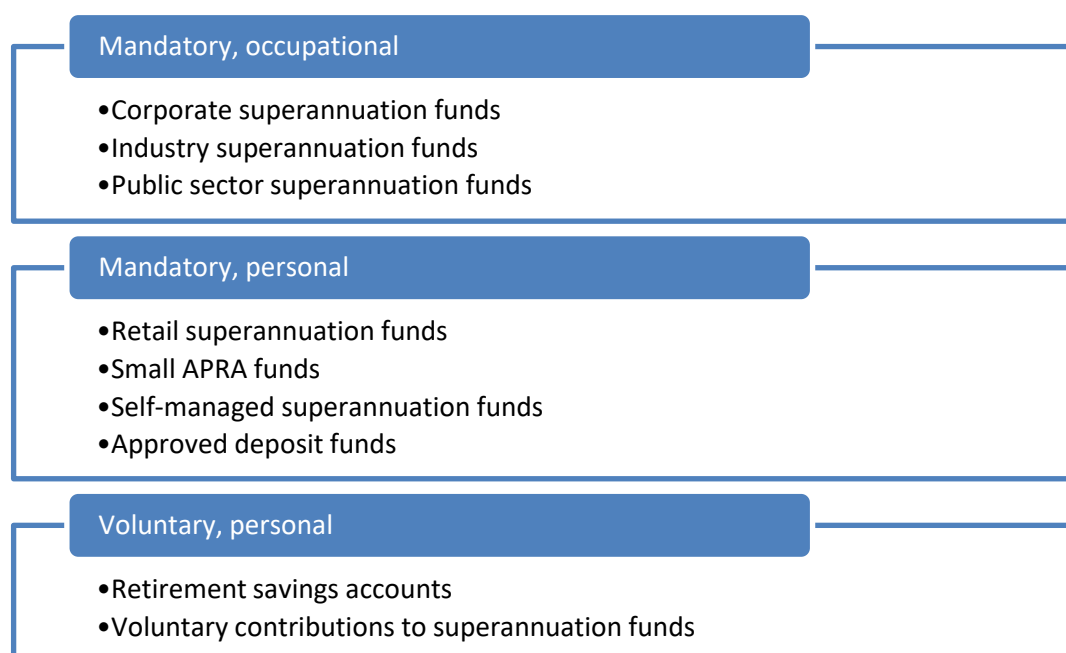 Mandatory, occupational
•Corporate superannuation funds
•Industry superannuation funds
•Public sector superannuation funds
Mandatory, personal
•Retail superannuation funds
•Small APRA funds
•Self-managed superannuation funds
•Approved deposit funds
Voluntary, personal
•Retirement savings accounts
•Voluntary contributions to superannuation funds